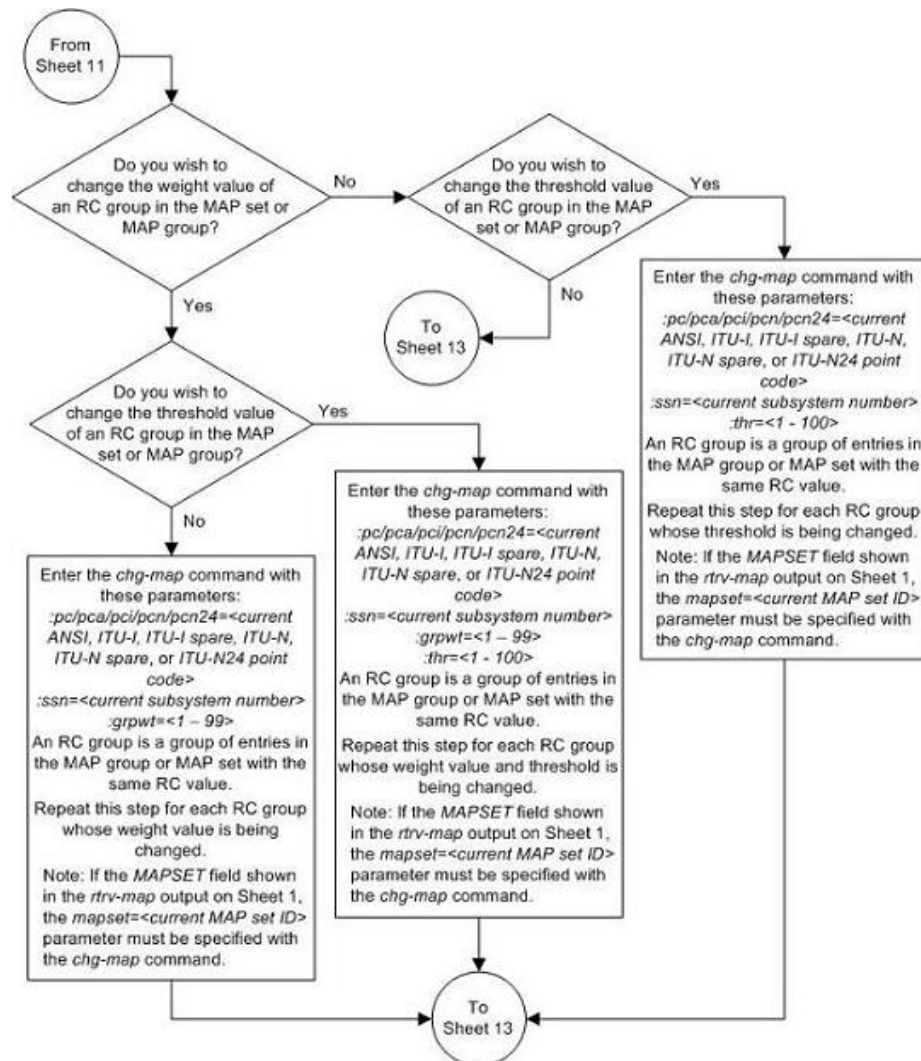 From
Sheet 11
Do you wish to
change the weight value of
an RC group in the MAP set or
MAP group?
No
Do you wish to
change the threshold value
of an RC group in the MAP
set or MAP group?
Yes
No
To
Sheet 13
Yes
Do you wish to
change the threshold value
of an RC group in the MAP
set or MAP group?
Yes
No
Enter the chg-map command with
these parameters:
:pc/pca/pci/pcn/pcn24=<current
ANSI, ITU-I, ITU-I spare, ITU-N,
ITU-N spare, or ITU-N24 point
code>
:ssn=<current subsystem number>
:grpwt=<1 – 99>
An RC group is a group of entries in
the MAP group or MAP set with the
same RC value.
Repeat this step for each RC group
whose weight value is being
changed.
Note: If the MAPSET field shown
in the rtrv-map output on Sheet 1,
the mapset=<current MAP set ID>
parameter must be specified with
the chg-map command.
Enter the chg-map command with
these parameters:
:pc/pca/pci/pcn/pcn24=<current
ANSI, ITU-I, ITU-I spare, ITU-N,
ITU-N spare, or ITU-N24 point
code>
:ssn=<current subsystem number>
:grpwt=<1 – 99>
:thr=<1 - 100>
An RC group is a group of entries in
the MAP group or MAP set with the
same RC value.
Repeat this step for each RC group
whose weight value and threshold is
being changed.
Note: If the MAPSET field shown
in the rtrv-map output on Sheet 1,
the mapset=<current MAP set ID>
parameter must be specified with
the chg-map command.
Enter the chg-map command with
these parameters:
:pc/pca/pci/pcn/pcn24=<current
ANSI, ITU-I, ITU-I spare, ITU-N,
ITU-N spare, or ITU-N24 point
code>
:ssn=<current subsystem number>
:thr=<1 - 100>
An RC group is a group of entries in
the MAP group or MAP set with the
same RC value.
Repeat this step for each RC group
whose threshold is being changed.
Note: If the MAPSET field shown
in the rtrv-map output on Sheet 1,
the mapset=<current MAP set ID>
parameter must be specified with
the chg-map command.
To
Sheet 13